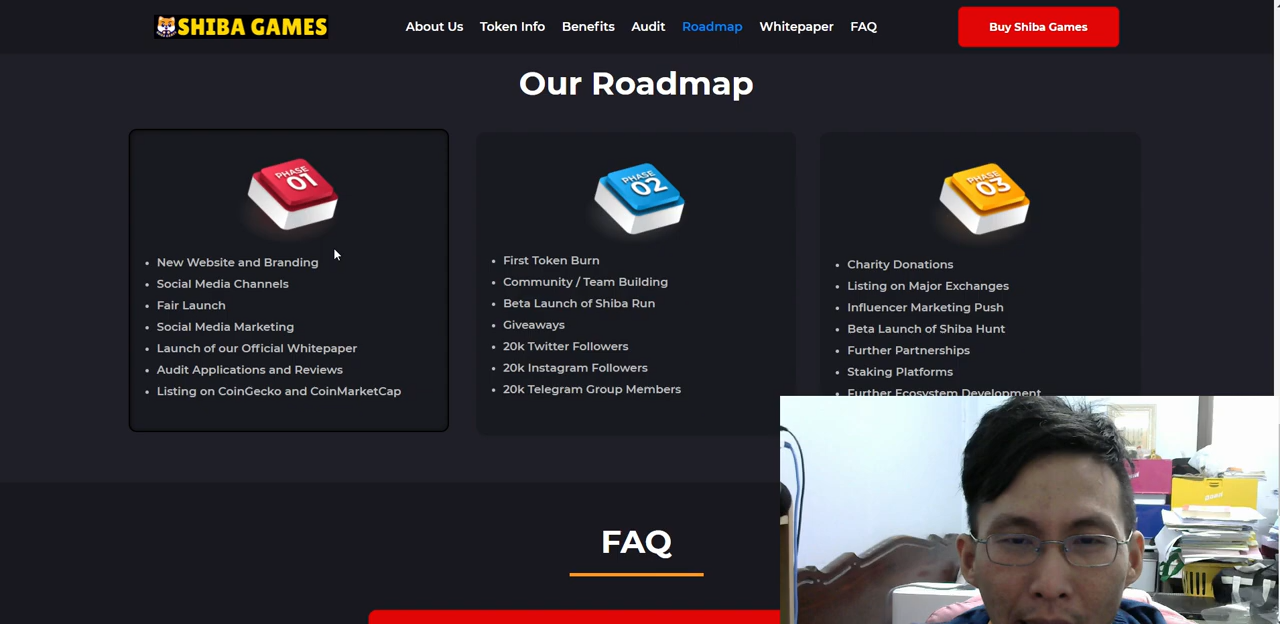 SHIBA GAMES
About Us
Token Info
Benefits
Audit
Roadmap
Whitepaper
FAQ
Buy Shiba Games
Our Roadmap
PHASE
01
New Website and Branding
Social Media Channels
Fair Launch
Social Media Marketing
Launch of our Official Whitepaper
Audit Applications and Reviews
Listing on CoinGecko and CoinMarketCap
PHASE
02
First Token Burn
Community / Team Building
Beta Launch of Shiba Run
Giveaways
20k Twitter Followers
20k Instagram Followers
20k Telegram Group Members
PHASE
03
Charity Donations
Listing on Major Exchanges
Influencer Marketing Push
Beta Launch of Shiba Hunt
Further Partnerships
Staking Platforms
Further Ecosystem Development
FAQ